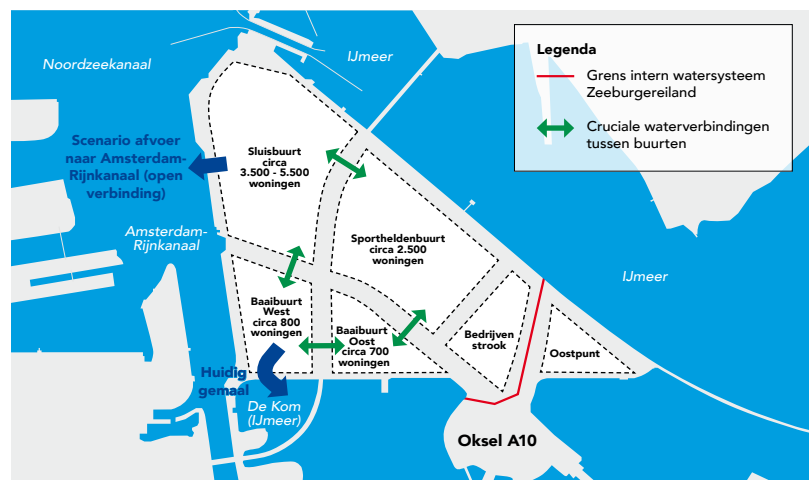 Noordzeekanaal
IJmeer
Legenda
Grens intern watersysteem
Zeeburgereiland
Cruciale waterverbindingen
tussen buurten
Scenario afvoer
naar Amsterdam-
Rijnkanaal (open
verbinding)
Sluisbuurt
circa
3.500 - 5.500
woningen
Amsterdam-
Rijnkanaal
Sportheldenbuurt
circa 2.500
woningen
IJmeer
Baaibuurt
West
circa 800
woningen
Baaibuurt
Oost
circa 700
woningen
Bedrijven
strook
Oostpunt
Huidig
gemaal
De Kom
(IJmeer)
Oksel A10